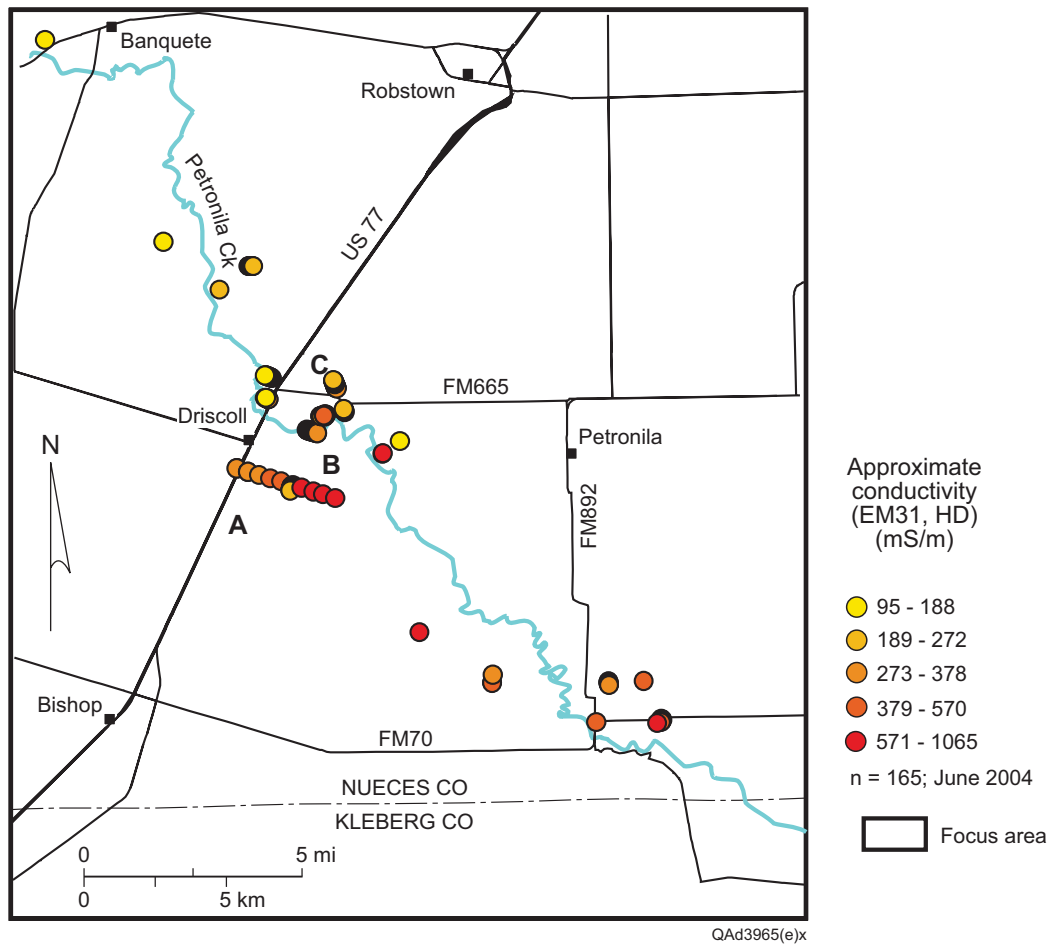 Banquete
Robstown
Petronila Ck
US 77
C
FM665
Driscoll
Petronila
N
B
A
FM892
Bishop
FM70
NUECES CO
KLEBERG CO
0 5 mi
0 5 km
Approximate
conductivity
(EM31, HD)
(mS/m)
95 - 188
189 - 272
273 - 378
379 - 570
571 - 1065
n = 165; June 2004
Focus area
QAd3965(e)x